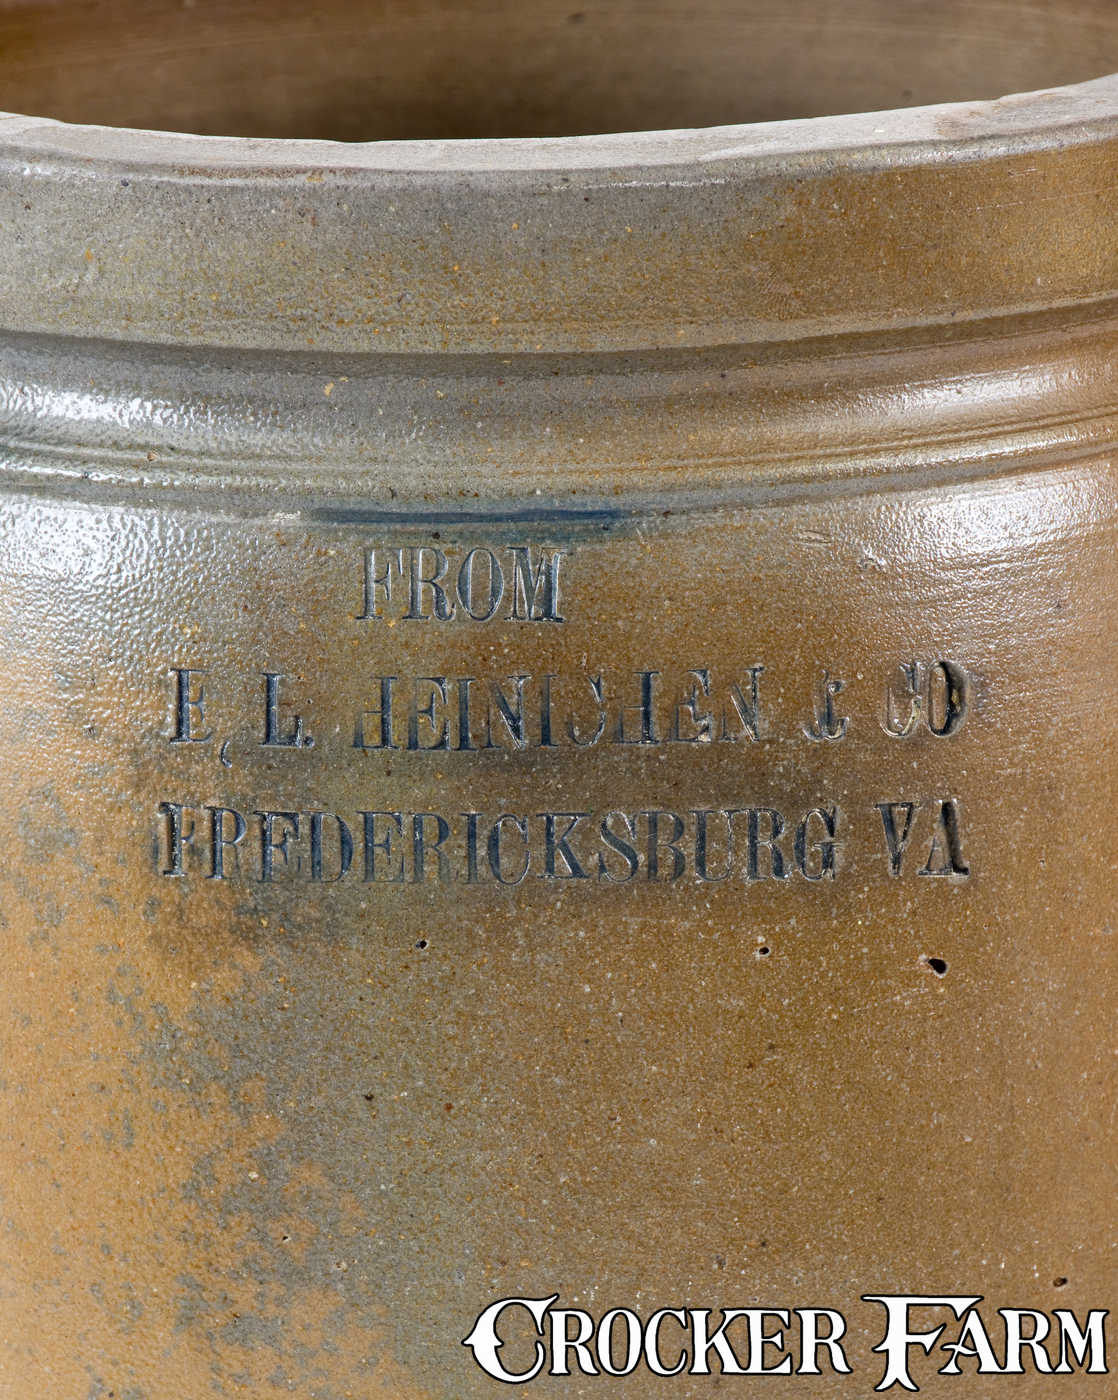 FROM
E, L. HEINICHEN & CO
FREDERICKSBURG VA
CROCKER FARM